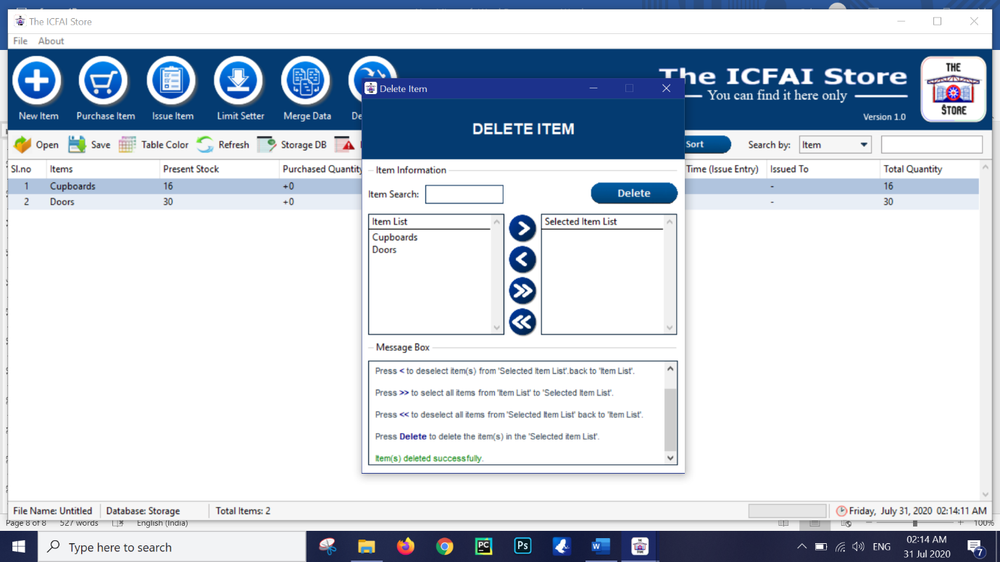 The ICFAI Store
File About
THE
STORE
The ICFAI Store
You can find it here only
Version 1.0
New Item Purchase Item Issue Item Limit Setter Merge Data
Open Save Table Color Refresh Storage DB
Sort Search by: Item
Sl.no Items Present Stock Purchased Quantity Time (Issue Entry) Issued To Total Quantity
1 Cupboards 16 +0 - 16
2 Doors 30 +0 - 30
Delete Item
DELETE ITEM
Item Information
Item Search: Delete
Item List
Cupboards
Doors
> 
<
>>
<<
Selected Item List
Message Box
Press < to deselect item(s) from 'Selected Item List'.back to 'Item List'.
Press >> to select all items from 'Item List' to 'Selected Item List'.
Press << to deselect all items from 'Selected Item List' back to 'Item List'.
Press Delete to delete the item(s) in the 'Selected item List'.
Item(s) deleted successfully.
File Name: Untitled Database: Storage Total Items: 2 Friday, July 31, 2020 02:14:11 AM
Page 8 of 8 527 words English (India) 100%
Type here to search PC Ps W THE STORE ENG 02:14 AM
31 Jul 2020 7